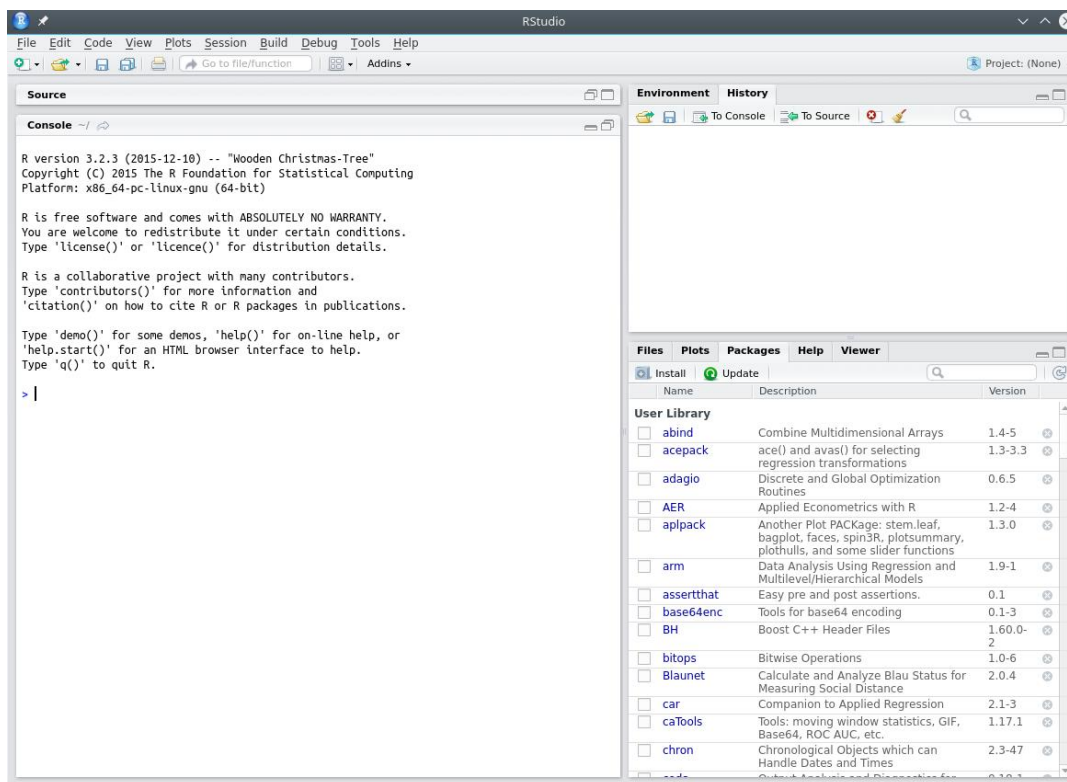 RStudio
File Edit Code View Plots Session Build Debug Tools Help
Go to file/function Addins Project: (None)
Source
Console ~/
R version 3.2.3 (2015-12-10) -- "Wooden Christmas-Tree"
Copyright (C) 2015 The R Foundation for Statistical Computing
Platform: x86_64-pc-linux-gnu (64-bit)
R is free software and comes with ABSOLUTELY NO WARRANTY.
You are welcome to redistribute it under certain conditions.
Type 'license()' or 'licence()' for distribution details.
R is a collaborative project with many contributors.
Type 'contributors()' for more information and
'citation()' on how to cite R or R packages in publications.
Type 'demo()' for some demos, 'help()' for on-line help, or
'help.start()' for an HTML browser interface to help.
Type 'q()' to quit R.
>
Environment History
To Console To Source
Files Plots Packages Help Viewer
Install Update
Name Description Version
User Library
abind Combine Multidimensional Arrays 1.4-5
acepack ace() and avas() for selecting 1.3-3.3
regression transformations
adagio Discrete and Global Optimization 0.6.5
Routines
AER Applied Econometrics with R 1.2-4
aplpack Another Plot PACKage: stem.leaf, 1.3.0
bagplot, faces, spin3R, plotsummary,
plothulls, and some slider functions
arm Data Analysis Using Regression and 1.9-1
Multilevel/Hierarchical Models
assertthat Easy pre and post assertions. 0.1
base64enc Tools for base64 encoding 0.1-3
BH Boost C++ Header Files 1.60.0-
2
bitops Bitwise Operations 1.0-6
Blaunet Calculate and Analyze Blau Status for 2.0.4
Measuring Social Distance
car Companion to Applied Regression 2.1-3
caTools Tools: moving window statistics, GIF, 1.17.1
Base64, ROC AUC, etc.
chron Chronological Objects which can 2.3-47
Handle Dates and Times